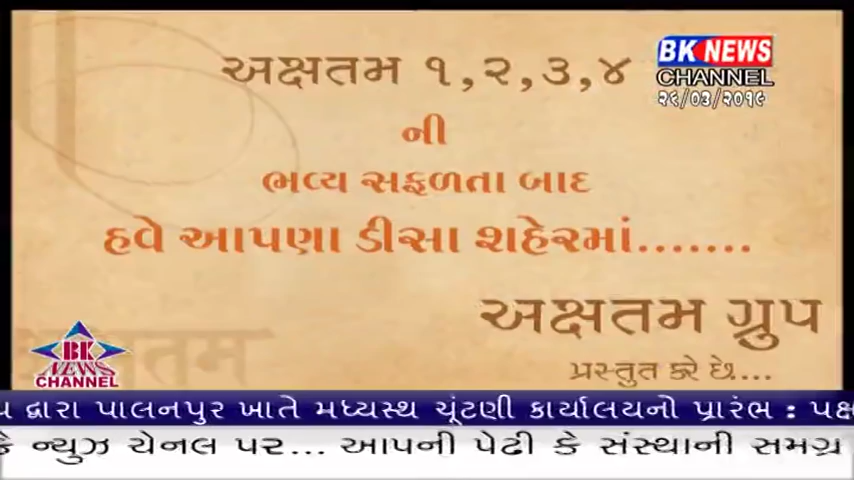 અક્ષતમ ૧,૨,૩,૪
BK NEWS
CHANNEL
૨૯/૦૩/૨૦૧૯
ની
ભવ્ય સફળતા બાદ
હવે આપણા ડીસા શહેરમાં.......
અક્ષતમ ગ્રુપ
પ્રસ્તુત કરે છે...
BK
NEWS
CHANNEL
દ્વારા પાલનપુર ખાતે મધ્યસ્થ ચૂંટણી કાર્યાલયનો પ્રારંભ : પક્ષ
કે ન્યુઝ ચેનલ પર... આપની પેઢી કે સંસ્થાની સમગ્ર